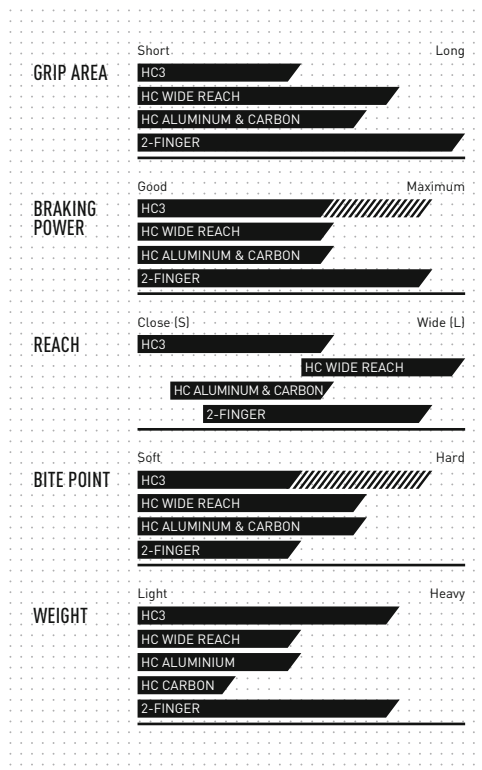 Short Long
GRIP AREA
HC3
HC WIDE REACH
HC ALUMINUM & CARBON
2-FINGER
Good Maximum
BRAKING
POWER
HC3
HC WIDE REACH
HC ALUMINUM & CARBON
2-FINGER
Close (S) Wide (L)
REACH
HC3
HC WIDE REACH
HC ALUMINUM & CARBON
2-FINGER
Soft Hard
BITE POINT
HC3
HC WIDE REACH
HC ALUMINUM & CARBON
2-FINGER
Light Heavy
WEIGHT
HC3
HC WIDE REACH
HC ALUMINIUM
HC CARBON
2-FINGER